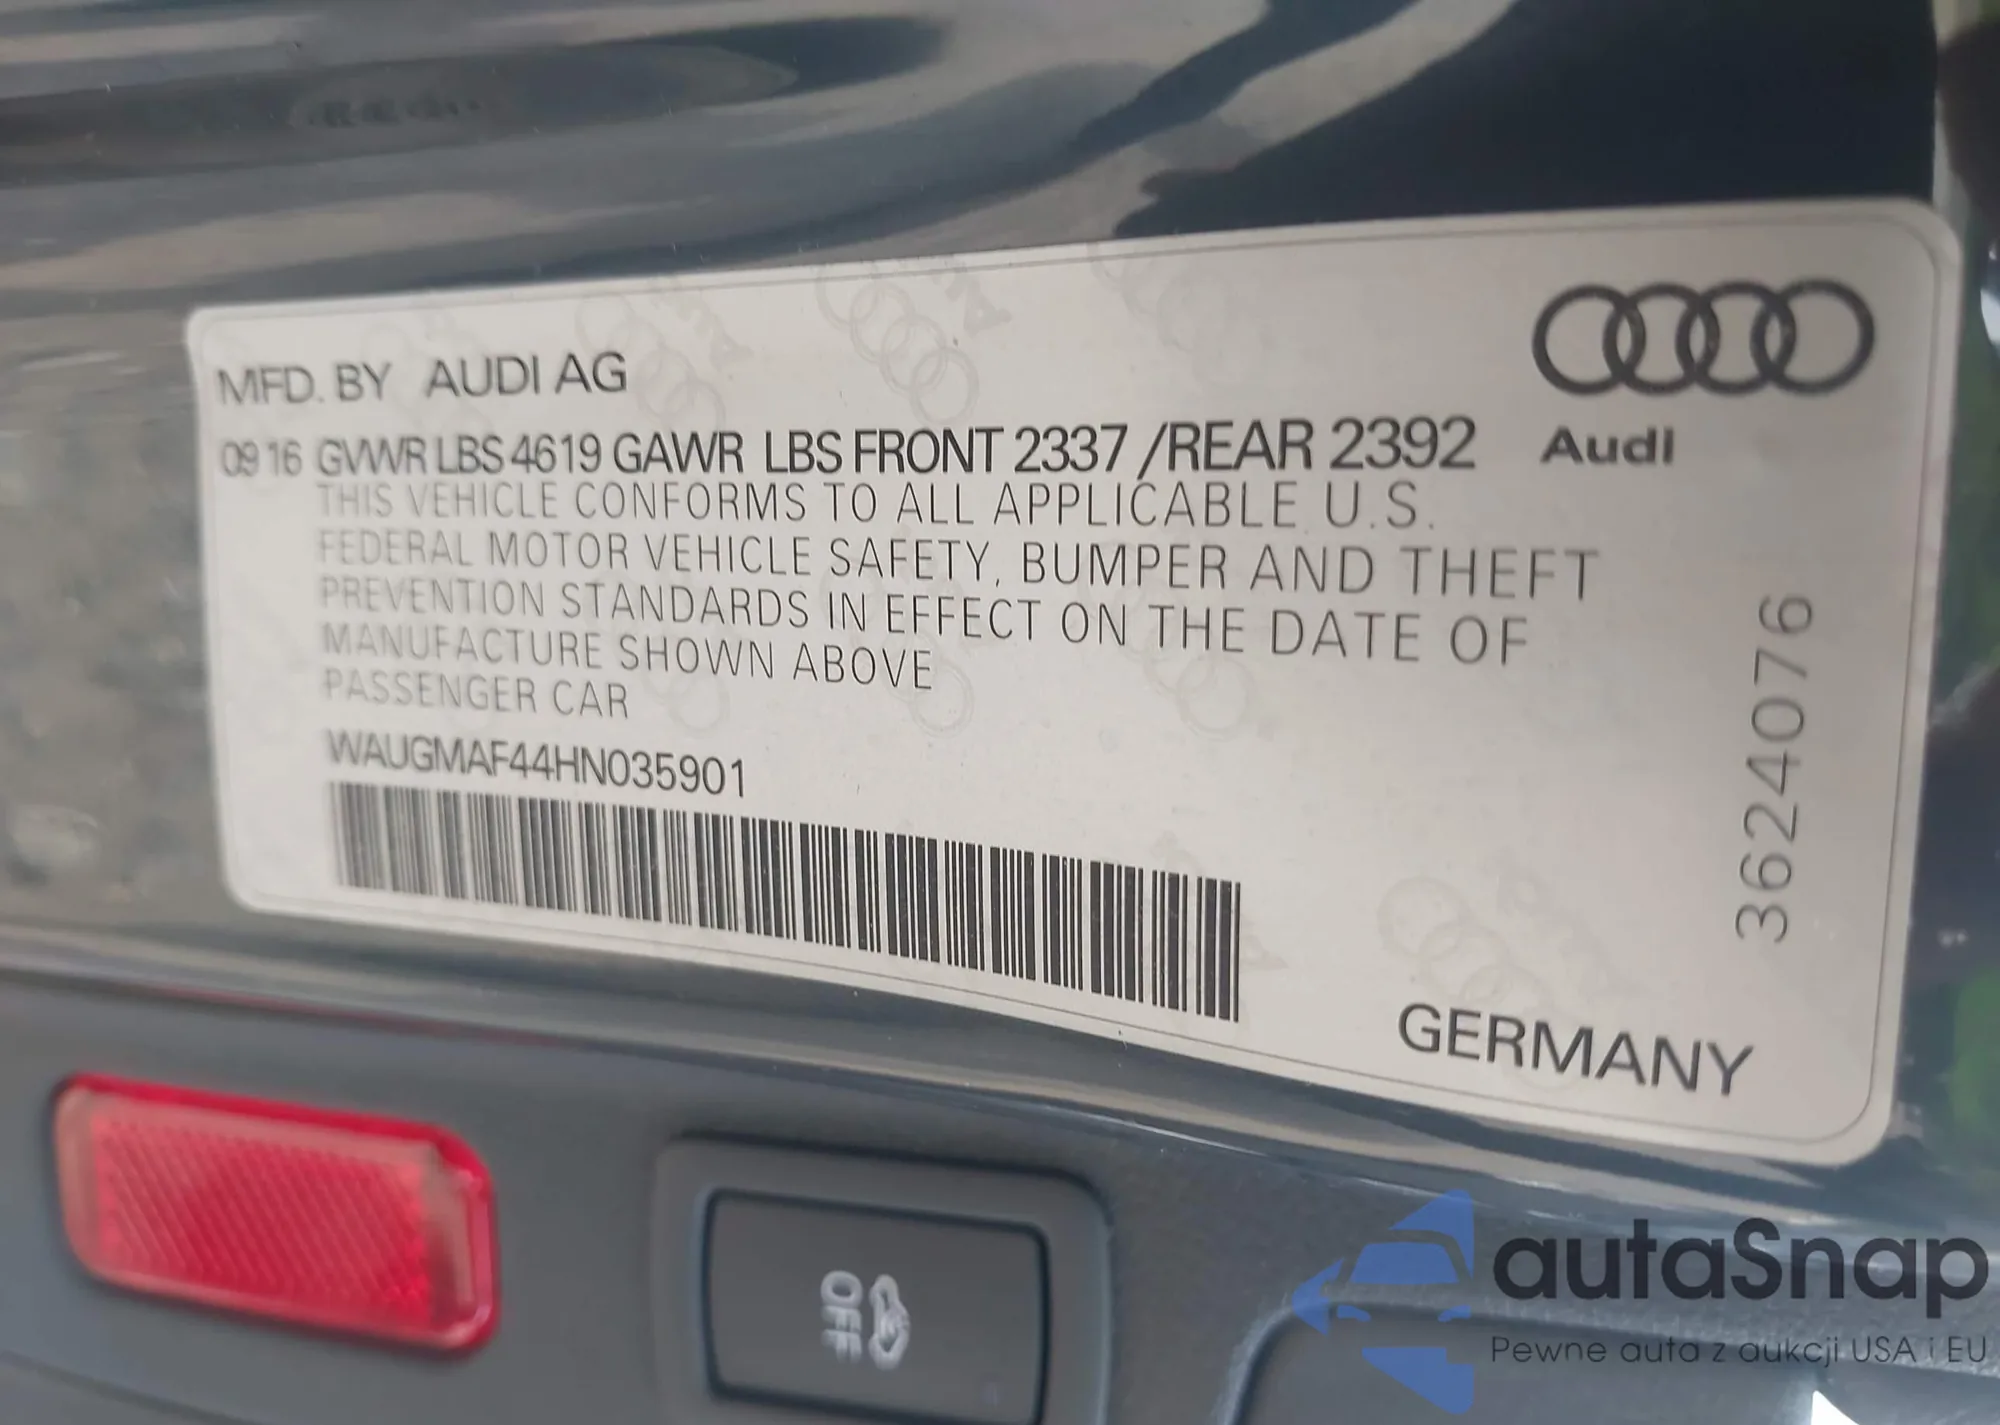 MFD. BY AUDI AG
09 16 GVWR LBS 4619 GAWR LBS FRONT 2337 /REAR 2392
Audi
THIS VEHICLE CONFORMS TO ALL APPLICABLE U.S.
FEDERAL MOTOR VEHICLE SAFETY, BUMPER AND THEFT
PREVENTION STANDARDS IN EFFECT ON THE DATE OF
MANUFACTURE SHOWN ABOVE
PASSENGER CAR
WAUGMAF44HN035901
3624076
GERMANY
OFF
autaSnap
Pewne auta z aukcji USA i EU